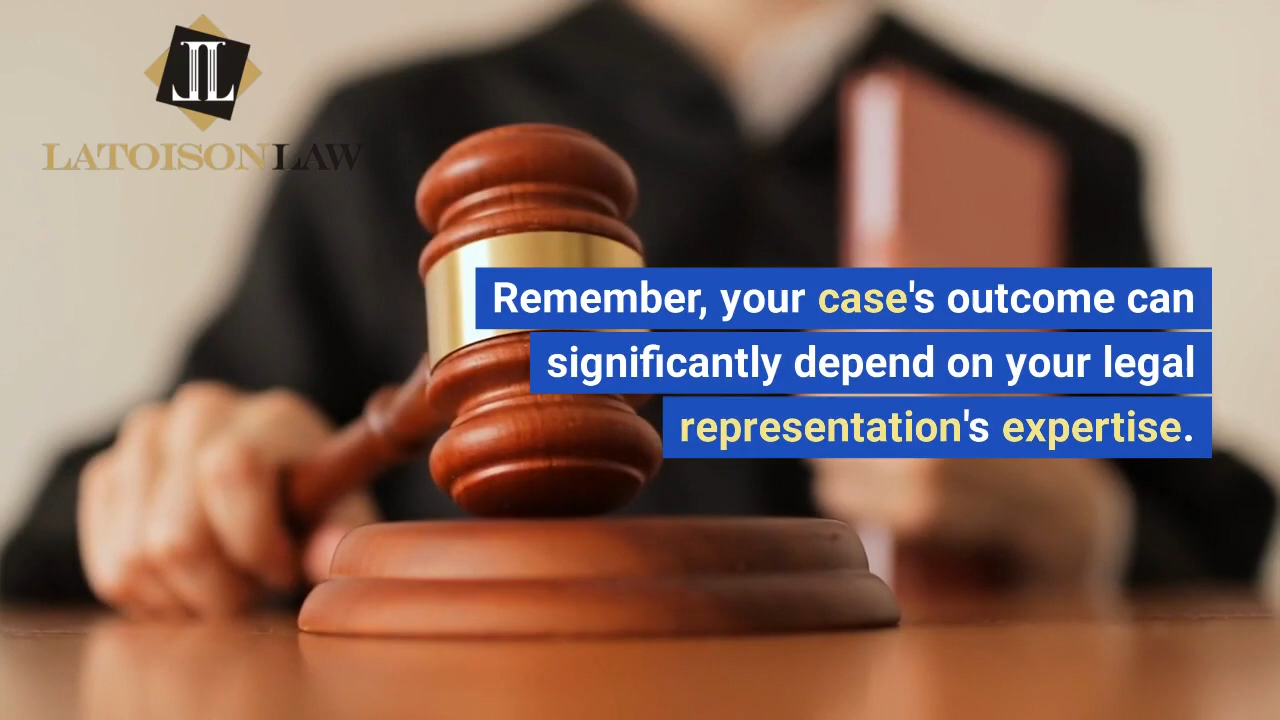 LATOISON LAW
Remember, your case's outcome can
significantly depend on your legal
representation's expertise.